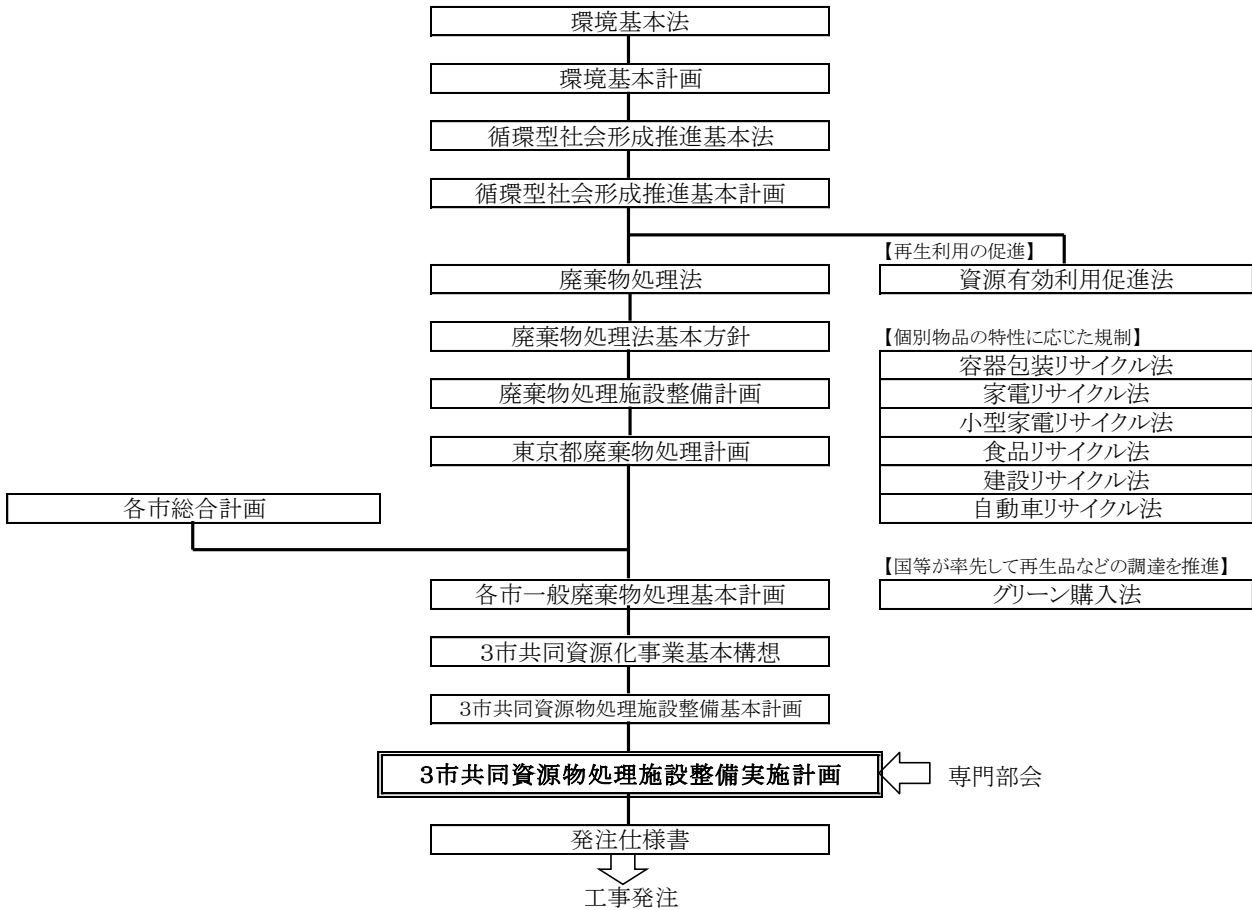 環境基本法
環境基本計画
循環型社会形成推進基本法
循環型社会形成推進基本計画
【再生利用の促進】
廃棄物処理法
資源有効利用促進法
廃棄物処理法基本方針
【個別物品の特性に応じた規制】
容器包装リサイクル法
廃棄物処理施設整備計画
家電リサイクル法
小型家電リサイクル法
東京都廃棄物処理計画
食品リサイクル法
建設リサイクル法
各市総合計画
自動車リサイクル法
【国等が率先して再生品などの調達を推進】
各市一般廃棄物処理基本計画
グリーン購入法
3市共同資源化事業基本構想
3市共同資源物処理施設整備基本計画
3市共同資源物処理施設整備実施計画
専門部会
発注仕様書
工事発注